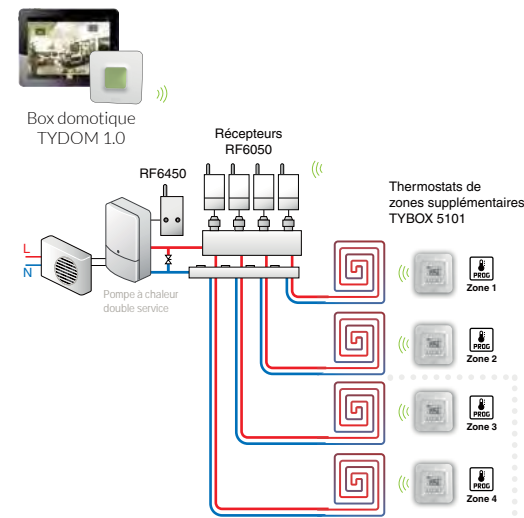 Box domotique
TYDOM 1.0
Récepteurs
RF6050
RF6450
Thermostats de
zones supplémentaires
TYBOX 5101
L
N
Pompe à chaleur
double service
PROG
Zone 1
PROG
Zone 2
PROG
Zone 3
PROG
Zone 4